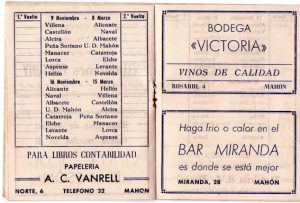 1.ª Vuelta
9 Noviembre - 8 Marzo
2.ª Vuelta
Villena Alicante
Castellón Naval
Alcira Albacete
Peña Soriano U. D. Mahón
Manacor Catarroja
Lorca Elche
Aspense Levante
Hellín Novelda
16 Noviembre - 15 Marzo
Alicante Hellín
Naval Villena
Albacete Castellón
U. D. Mahón Alcira
Catarroja Peña Soriano
Elche Manacor
Levante Lorca
Novelda Aspense
PARA LIBROS CONTABILIDAD
PAPELERIA
A. C. VANRELL
NORTE, 6 TELEFONO 32 MAHON
BODEGA
«VICTORIA»
VINOS DE CALIDAD
ROSARIO, 4 MAHÓN
Haga frio o calor en el
BAR MIRANDA
es donde se está mejor
MIRANDA, 28 MAHÓN